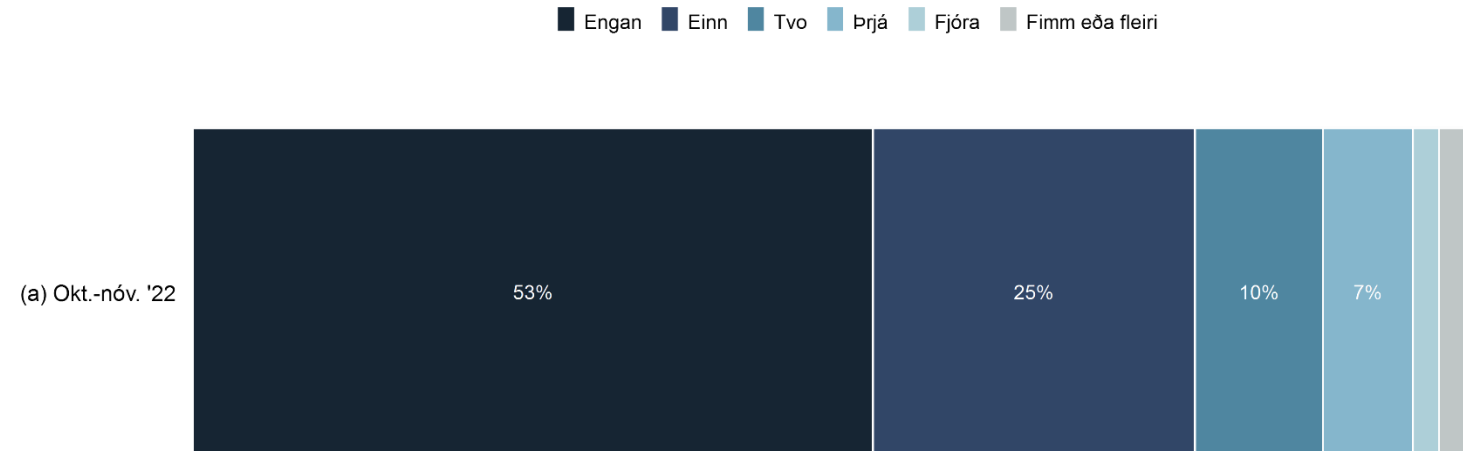 Engan Einn Tvo Þrjá Fjóra Fimm eða fleiri
(a) Okt.-nóv. '22 53% 25% 10% 7%